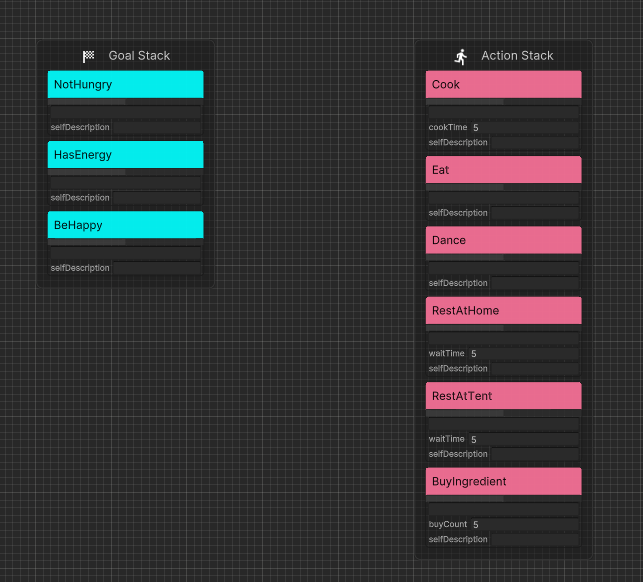 Goal Stack
NotHungry
selfDescription
HasEnergy
selfDescription
BeHappy
selfDescription
Action Stack
Cook
cookTime 5
selfDescription
Eat
selfDescription
Dance
selfDescription
RestAtHome
waitTime 5
selfDescription
RestAtTent
waitTime 5
selfDescription
BuyIngredient
buyCount 5
selfDescription